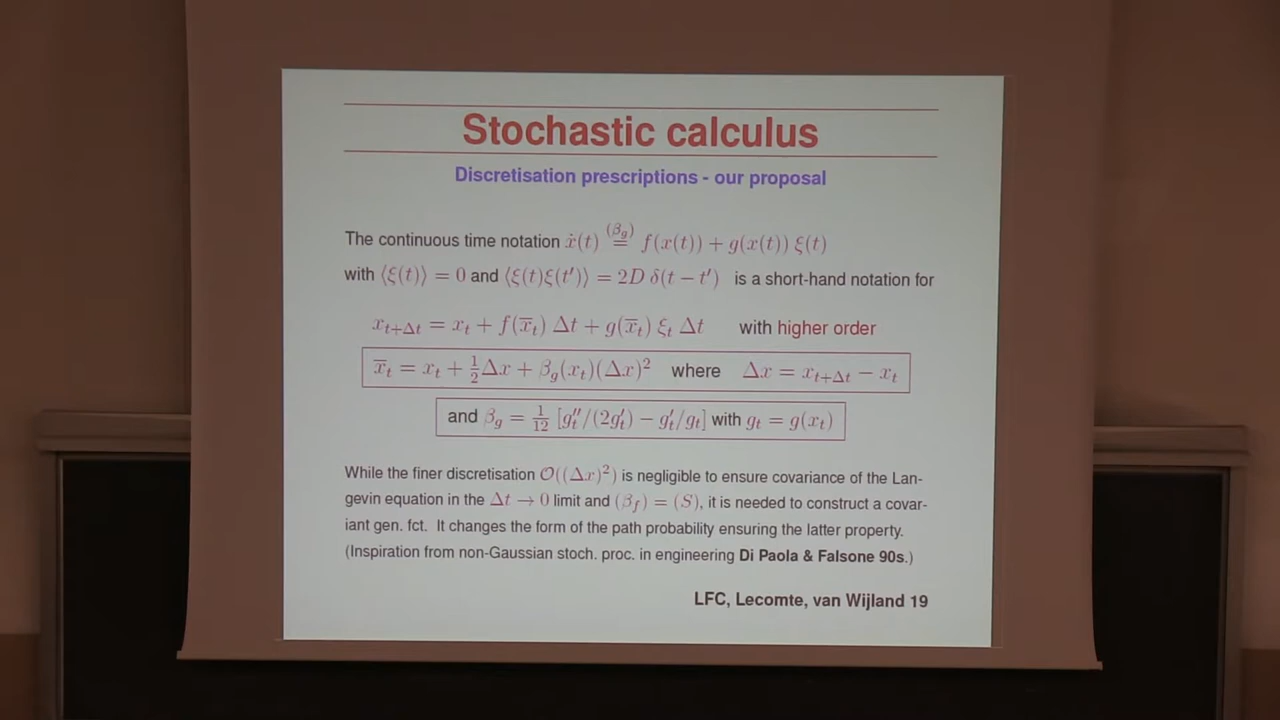 Stochastic calculus
Discretisation prescriptions - our proposal
The continuous time notation ẋ(t) (β_g)= f(x(t)) + g(x(t)) ξ(t)
with ⟨ξ(t)⟩ = 0 and ⟨ξ(t)ξ(t′)⟩ = 2D δ(t − t′) is a short-hand notation for
x_{t+Δt} = x_t + f(x̄_t) Δt + g(x̄_t) ξ_t Δt with higher order
x̄_t = x_t + ½Δx + β_g(x_t)(Δx)² where Δx = x_{t+Δt} − x_t
and β_g = 1/12 [g″_t/(2g′_t) − g′_t/g_t] with g_t = g(x_t)
While the finer discretisation O((Δx)²) is negligible to ensure covariance of the Lan-
gevin equation in the Δt → 0 limit and (β_f) = (S), it is needed to construct a covar-
iant gen. fct. It changes the form of the path probability ensuring the latter property.
(Inspiration from non-Gaussian stoch. proc. in engineering Di Paola & Falsone 90s.)
LFC, Lecomte, van Wijland 19